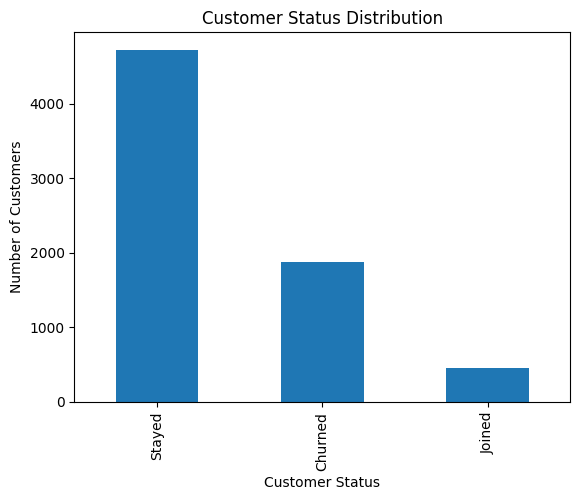 Customer Status Distribution
Number of Customers
4000
3000
2000
1000
0
Stayed
Churned
Joined
Customer Status